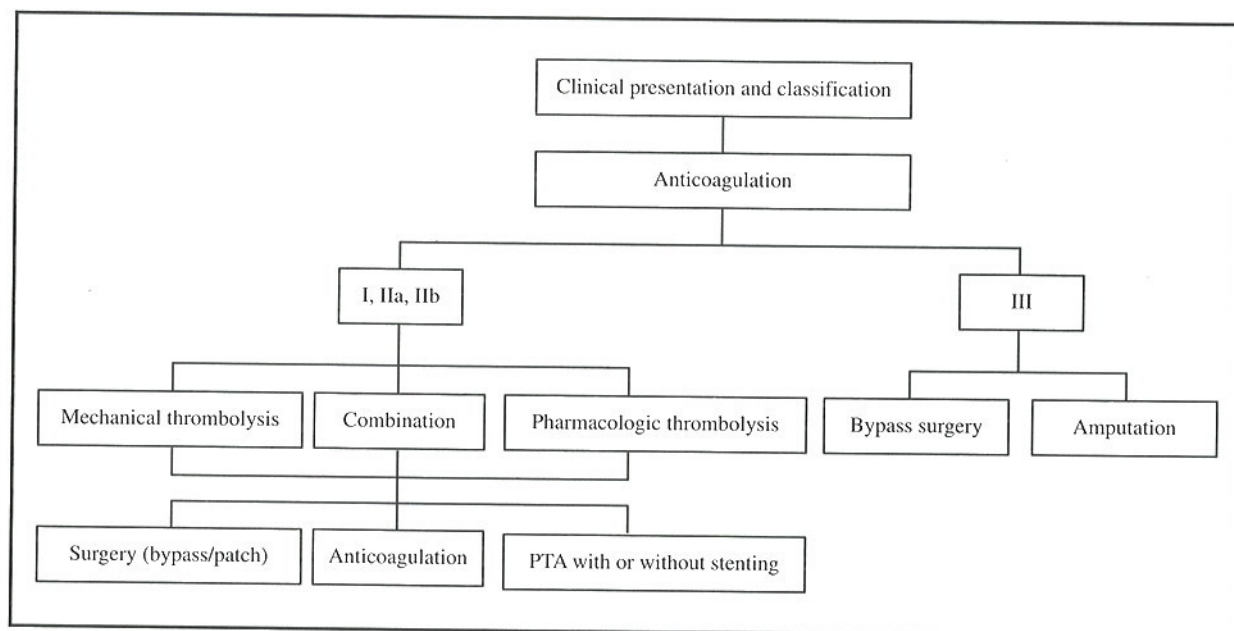 Clinical presentation and classification
Anticoagulation
I, IIa, IIb
III
Mechanical thrombolysis
Combination
Pharmacologic thrombolysis
Bypass surgery
Amputation
Surgery (bypass/patch)
Anticoagulation
PTA with or without stenting